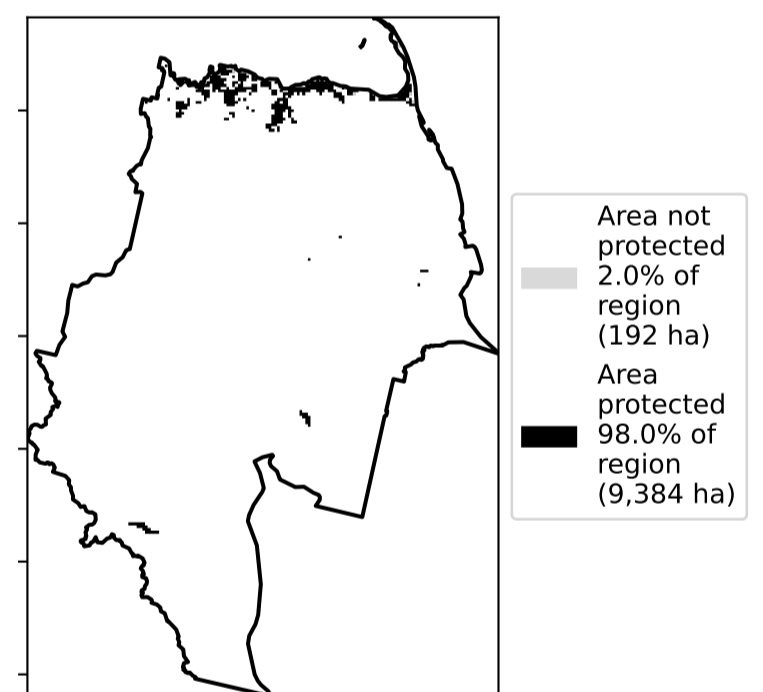 Area not
protected
2.0% of
region
(192 ha)
Area
protected
98.0% of
region
(9,384 ha)